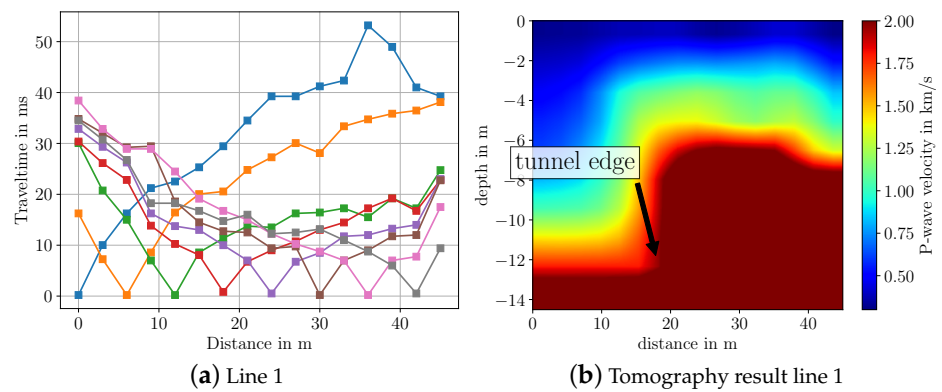 50
40
30
20
10
0
Traveltime in ms
0 10 20 30 40
Distance in m
(a) Line 1
−0
−2
−4
−6
−8
−10
−12
−14
depth in m
tunnel edge
0 10 20 30 40
distance in m
2.00
1.75
1.50
1.25
1.00
0.75
0.50
P-wave velocity in km/s
(b) Tomography result line 1